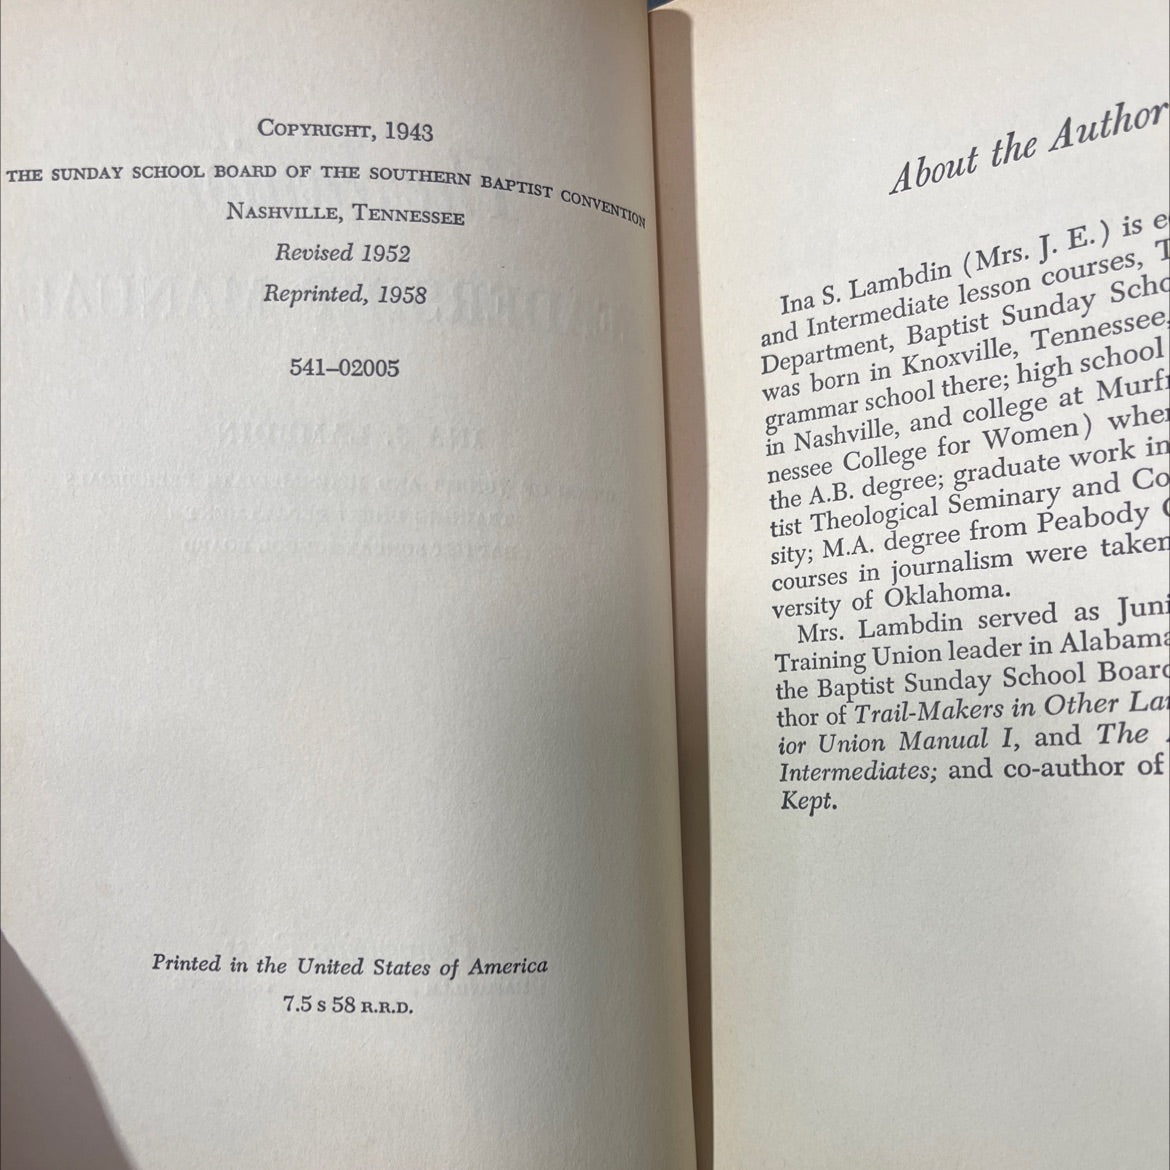 COPYRIGHT, 1943
THE SUNDAY SCHOOL BOARD OF THE SOUTHERN BAPTIST CONVENTION
NASHVILLE, TENNESSEE
Revised 1952
Reprinted, 1958
541–02005
Printed in the United States of America
7.5 s 58 R.R.D.
About the Author
Ina S. Lambdin (Mrs. J. E.) is e
and Intermediate lesson courses, T
Department, Baptist Sunday Scho
was born in Knoxville, Tennessee,
grammar school there; high school
in Nashville, and college at Murfr
nessee College for Women) wher
the A.B. degree; graduate work in
tist Theological Seminary and Co
sity; M.A. degree from Peabody C
courses in journalism were taken
versity of Oklahoma.
Mrs. Lambdin served as Juni
Training Union leader in Alabama
the Baptist Sunday School Board
thor of Trail-Makers in Other Lan
ior Union Manual I, and The
Intermediates; and co-author of
Kept.